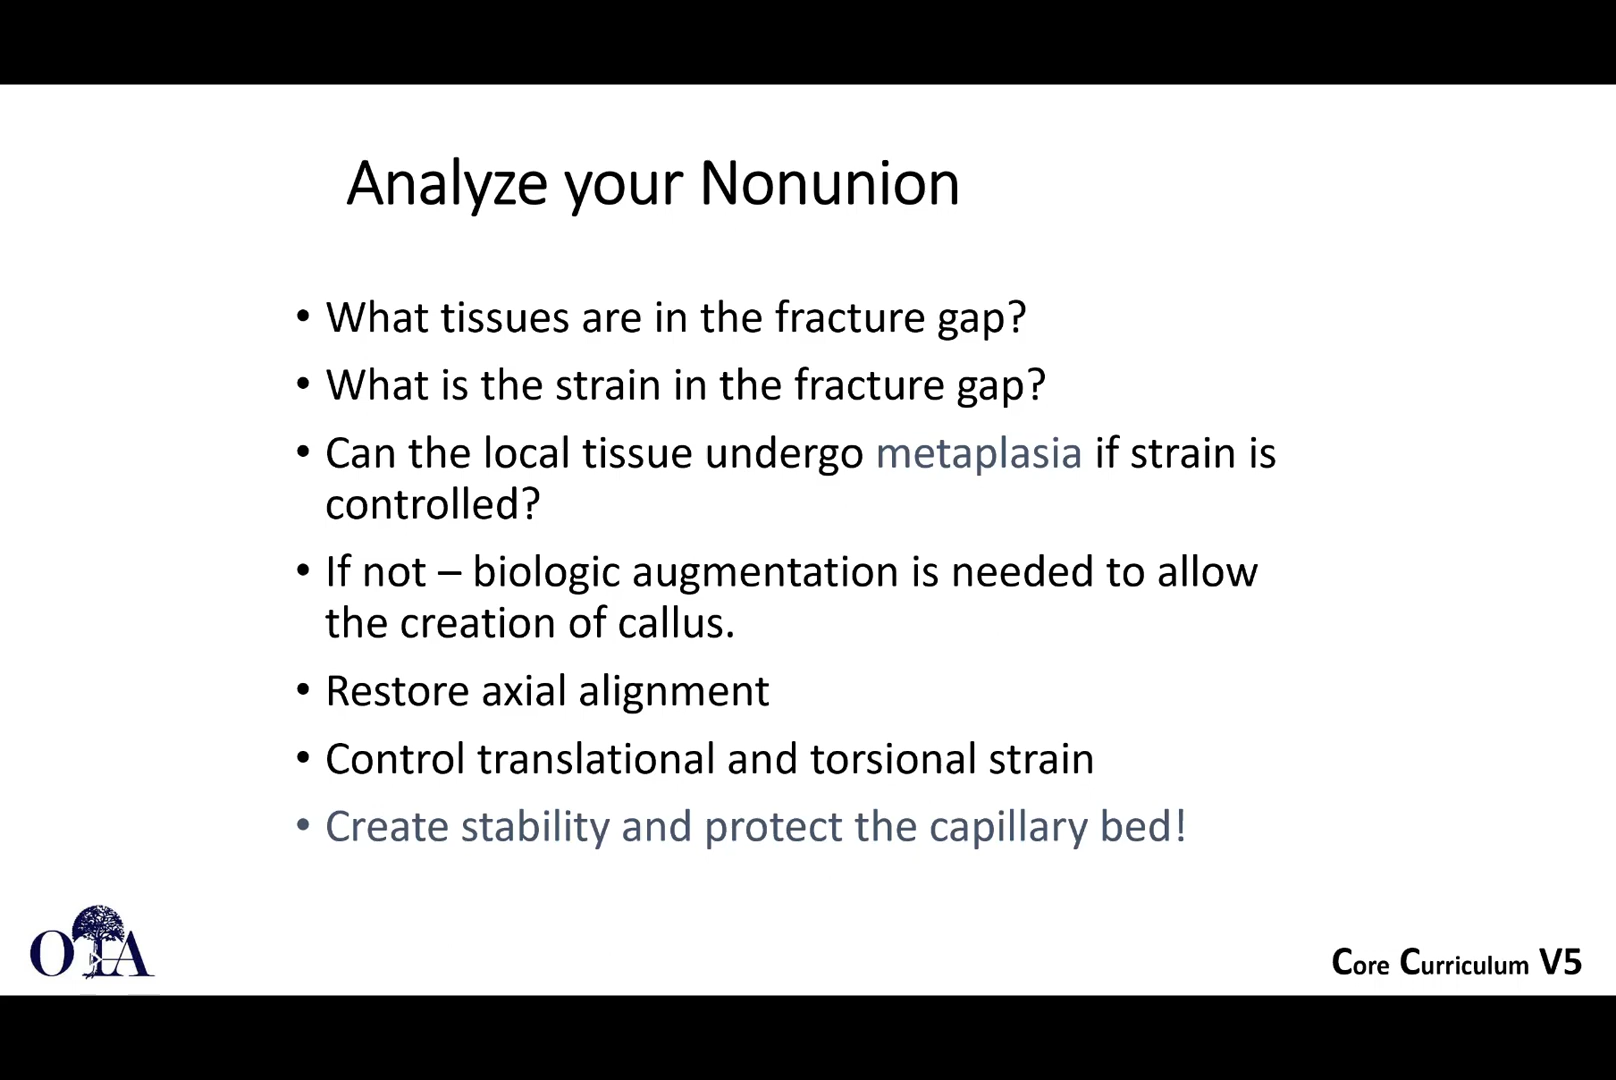 Analyze your Nonunion
• What tissues are in the fracture gap?
• What is the strain in the fracture gap?
• Can the local tissue undergo metaplasia if strain is
controlled?
• If not – biologic augmentation is needed to allow
the creation of callus.
• Restore axial alignment
• Control translational and torsional strain
• Create stability and protect the capillary bed!
OTA
Core Curriculum V5